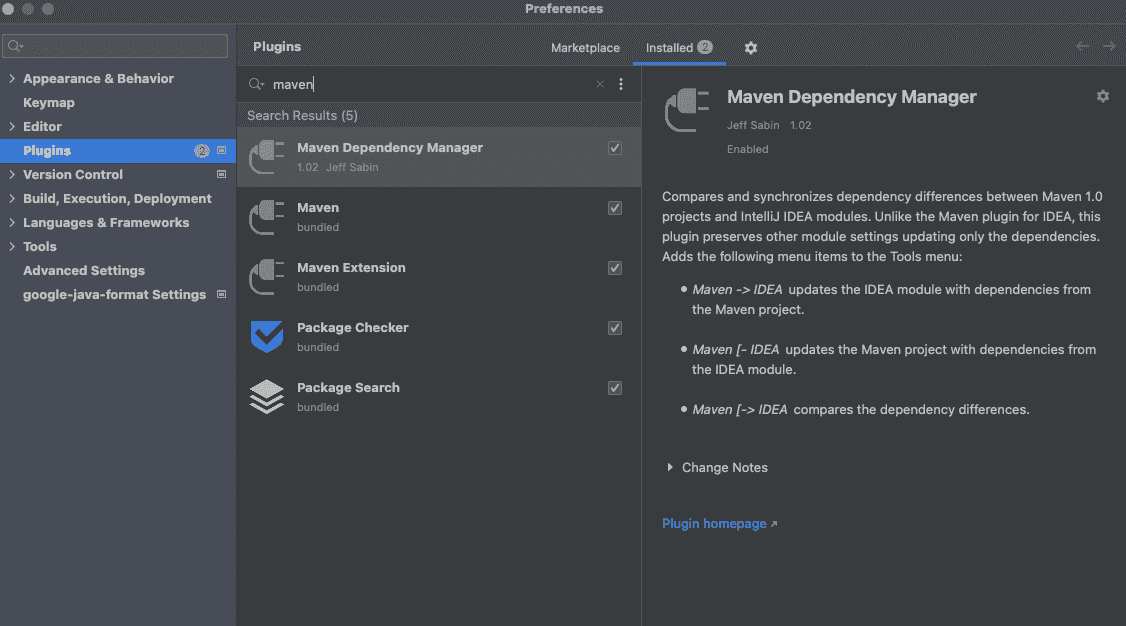 Preferences
Appearance & Behavior
Keymap
Editor
Plugins 2
Version Control
Build, Execution, Deployment
Languages & Frameworks
Tools
Advanced Settings
google-java-format Settings
Plugins
Marketplace
Installed 2
maven
Search Results (5)
Maven Dependency Manager
1.02 Jeff Sabin
Maven
bundled
Maven Extension
bundled
Package Checker
bundled
Package Search
bundled
Maven Dependency Manager
Jeff Sabin 1.02
Enabled
Compares and synchronizes dependency differences between Maven 1.0
projects and IntelliJ IDEA modules. Unlike the Maven plugin for IDEA, this
plugin preserves other module settings updating only the dependencies.
Adds the following menu items to the Tools menu:
• Maven -> IDEA updates the IDEA module with dependencies from
the Maven project.
• Maven [- IDEA updates the Maven project with dependencies from
the IDEA module.
• Maven [-> IDEA compares the dependency differences.
Change Notes
Plugin homepage ↗